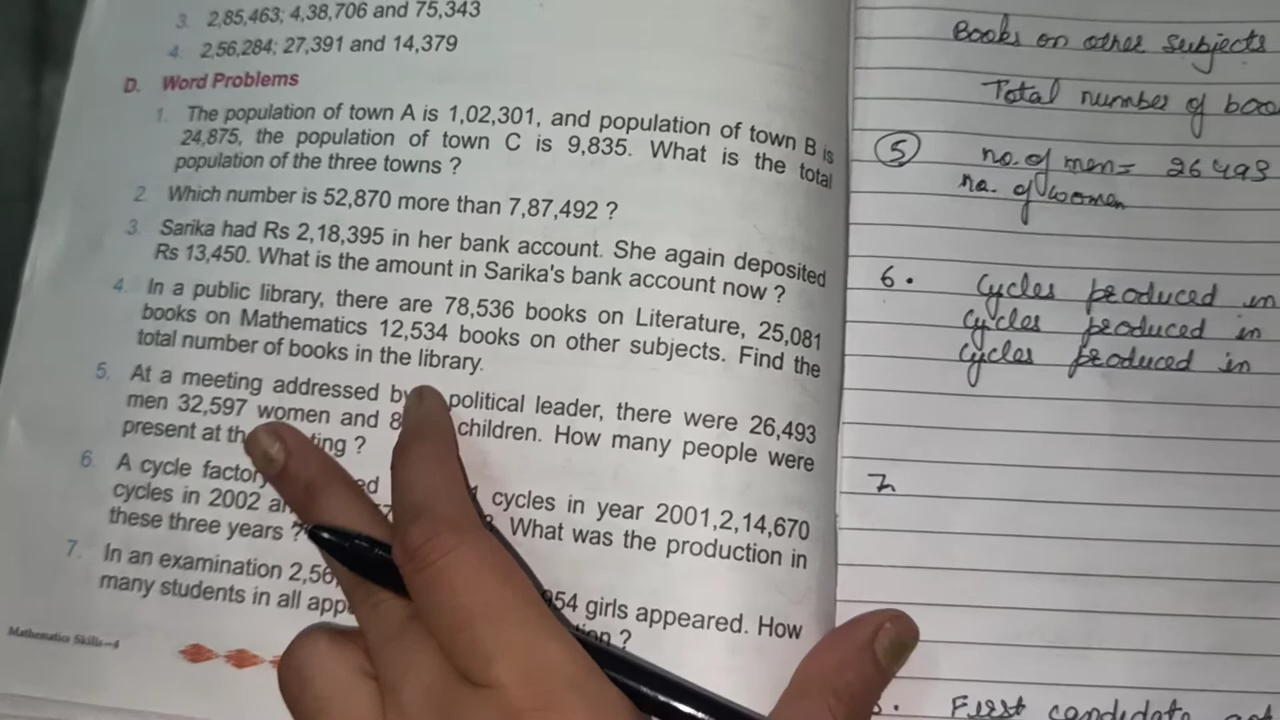 3. 2,85,463; 4,38,706 and 75,343
4. 2,56,284; 27,391 and 14,379
D. Word Problems
1. The population of town A is 1,02,301, and population of town B is
24,875, the population of town C is 9,835. What is the total
population of the three towns ?
2. Which number is 52,870 more than 7,87,492 ?
3. Sarika had Rs 2,18,395 in her bank account. She again deposited
Rs 13,450. What is the amount in Sarika's bank account now ?
4. In a public library, there are 78,536 books on Literature, 25,081
books on Mathematics 12,534 books on other subjects. Find the
total number of books in the library.
5. At a meeting addressed by political leader, there were 26,493
men 32,597 women and children. How many people were
present at ?
6. A cycle cycles in year 2001,2,14,670
cycles in 2002 What was the production in
these three years ?
7. In an examination girls appeared. How
many students in all ?
Mathematics Skills—4
Books on other subjects
Total number of
5 no. of men= 26493
no. of women
6. Cycles produced in
Cycles produced in
Cycles produced in
7
First candidate